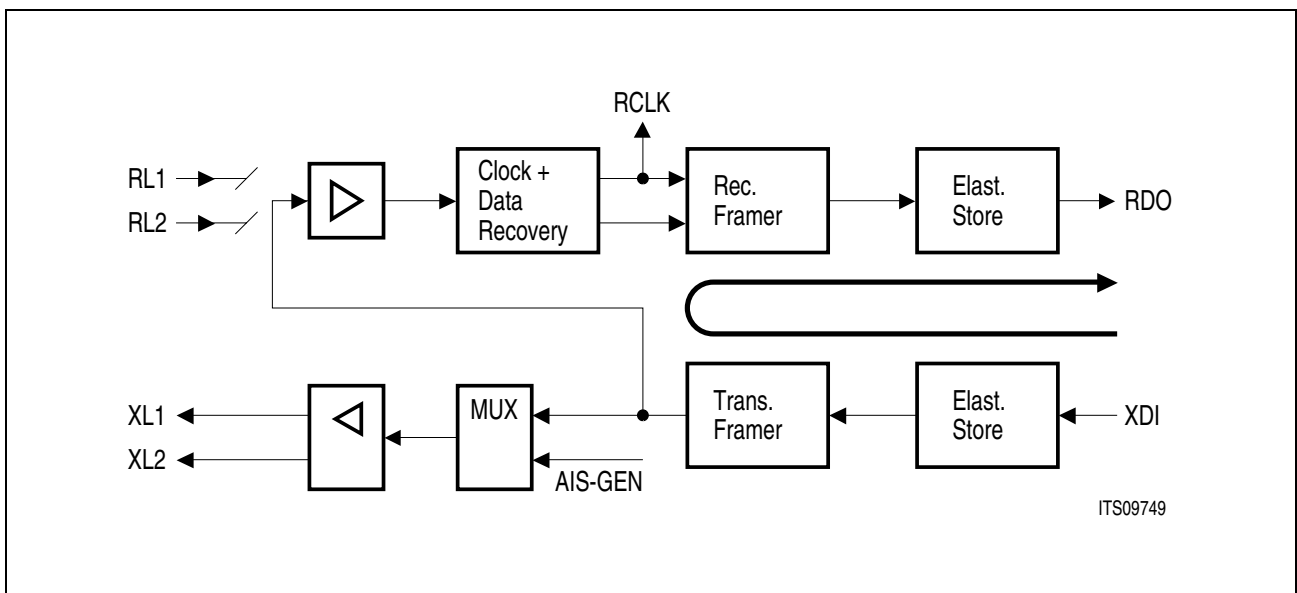 RCLK
RL1
RL2
Clock +
Data
Recovery
Rec.
Framer
Elast.
Store
RDO
XL1
XL2
MUX
AIS-GEN
Trans.
Framer
Elast.
Store
XDI
ITS09749